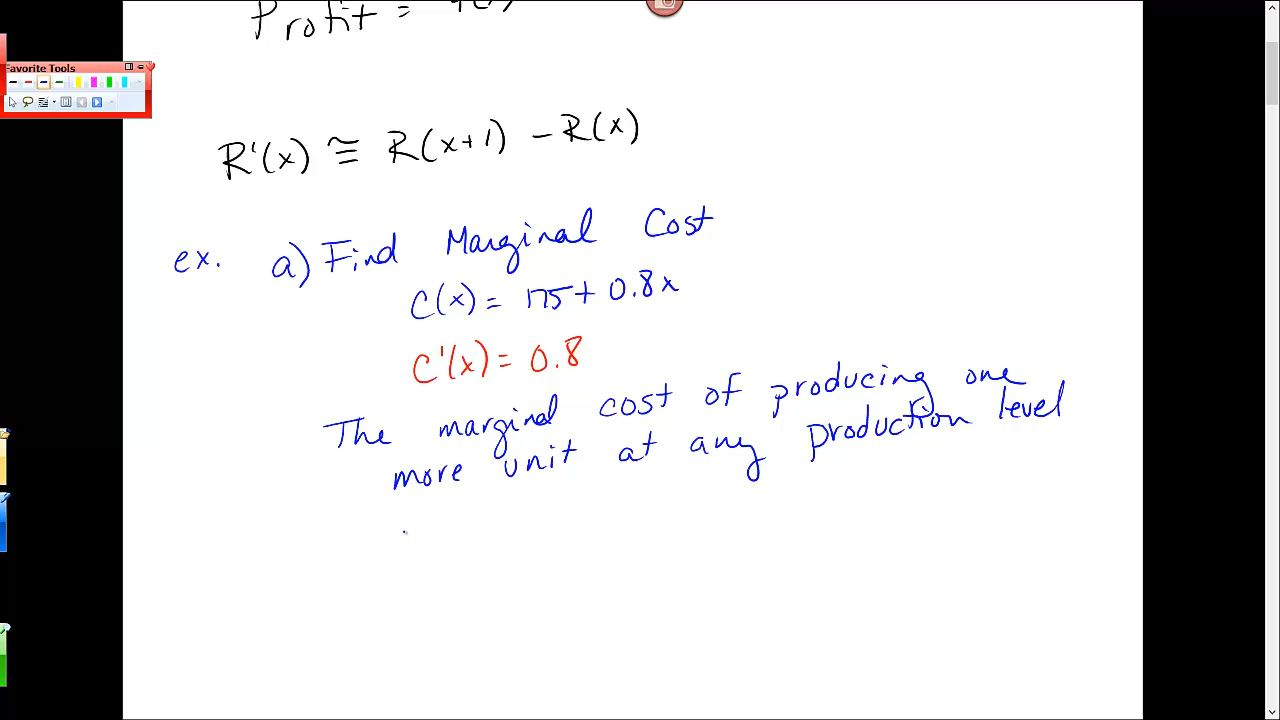 Profit =
Favorite Tools
R'(x) ≅ R(x+1) - R(x)
ex. a) Find Marginal Cost
C(x) = 175 + 0.8x
C'(x) = 0.8
The marginal cost of producing one
more unit at any production level